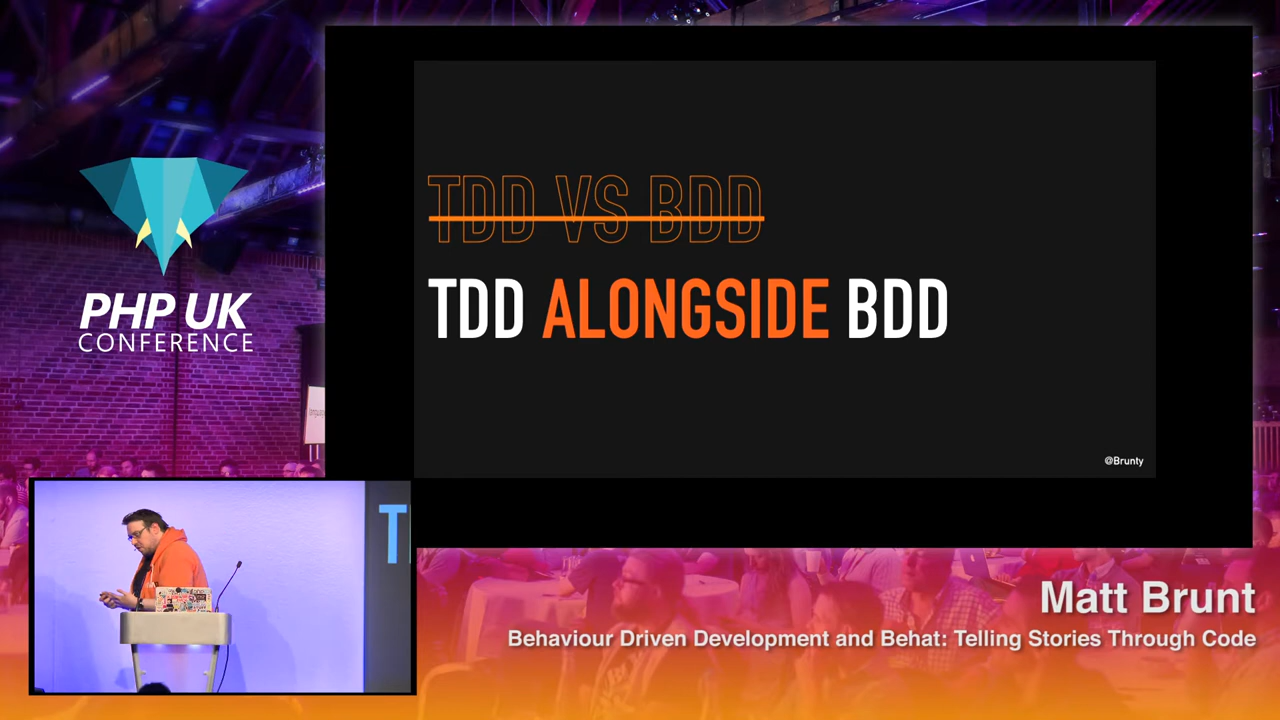 TDD VS BDD
TDD ALONGSIDE BDD
@Brunty
PHP UK
CONFERENCE
T
Matt Brunt
Behaviour Driven Development and Behat: Telling Stories Through Code